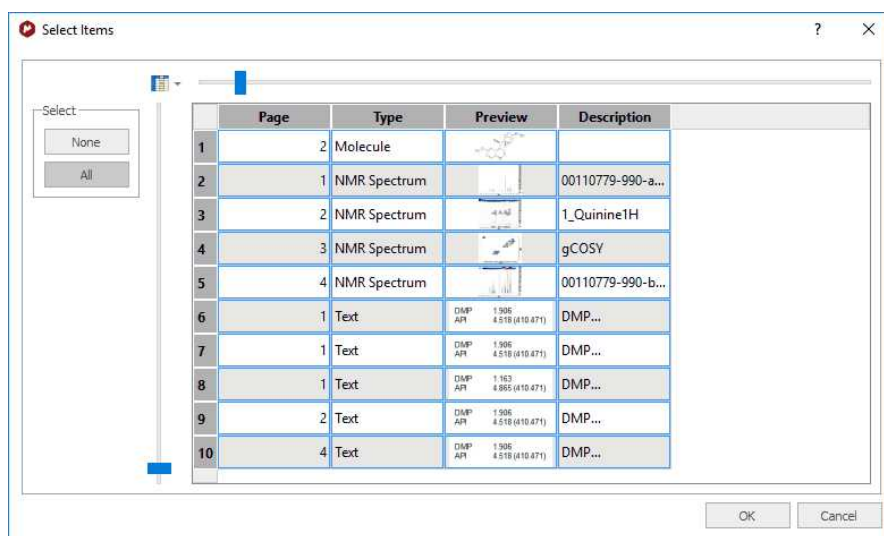 Select Items ?
Select
None
All
Page Type Preview Description
1 2 Molecule
2 1 NMR Spectrum 00110779-990-a...
3 2 NMR Spectrum 1_Quinine1H
4 3 NMR Spectrum gCOSY
5 4 NMR Spectrum 00110779-990-b...
6 1 Text DMP 1.906 DMP...
API 4.518 (410.471)
7 1 Text DMP 1.906 DMP...
API 4.518 (410.471)
8 1 Text DMP 1.163 DMP...
API 4.865 (410.471)
9 2 Text DMP 1.906 DMP...
API 4.518 (410.471)
10 4 Text DMP 1.906 DMP...
API 4.518 (410.471)
OK Cancel